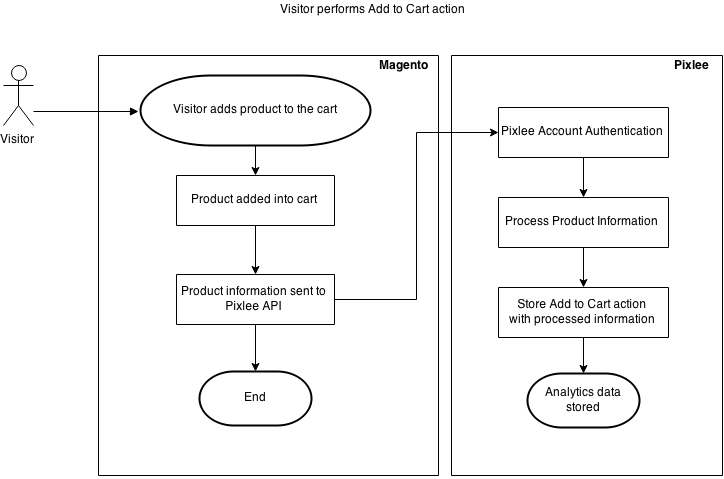 Visitor performs Add to Cart action
Magento
Visitor
Visitor adds product to the cart
Product added into cart
Product information sent to
Pixlee API
End
Pixlee
Pixlee Account Authentication
Process Product Information
Store Add to Cart action
with processed information
Analytics data
stored